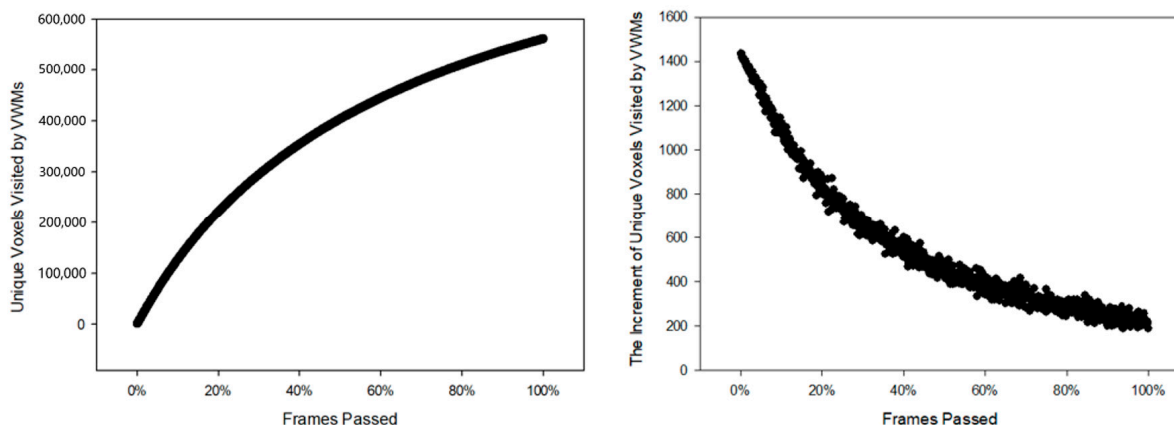 Unique Voxels Visited by VWMs
600,000
500,000
400,000
300,000
200,000
100,000
0
0% 20% 40% 60% 80% 100%
Frames Passed
The Increment of Unique Voxels Visited by VWMs
1600
1400
1200
1000
800
600
400
200
0
0% 20% 40% 60% 80% 100%
Frames Passed